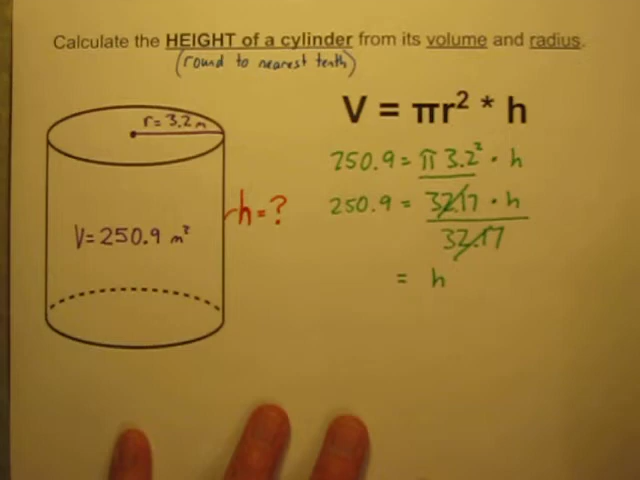 Calculate the HEIGHT of a cylinder from its volume and radius.
(round to nearest tenth)
V = πr² * h
r = 3.2 m
250.9 = π 3.2² · h
250.9 = 32.17 · h
32.17
h = ?
V = 250.9 m³
= h